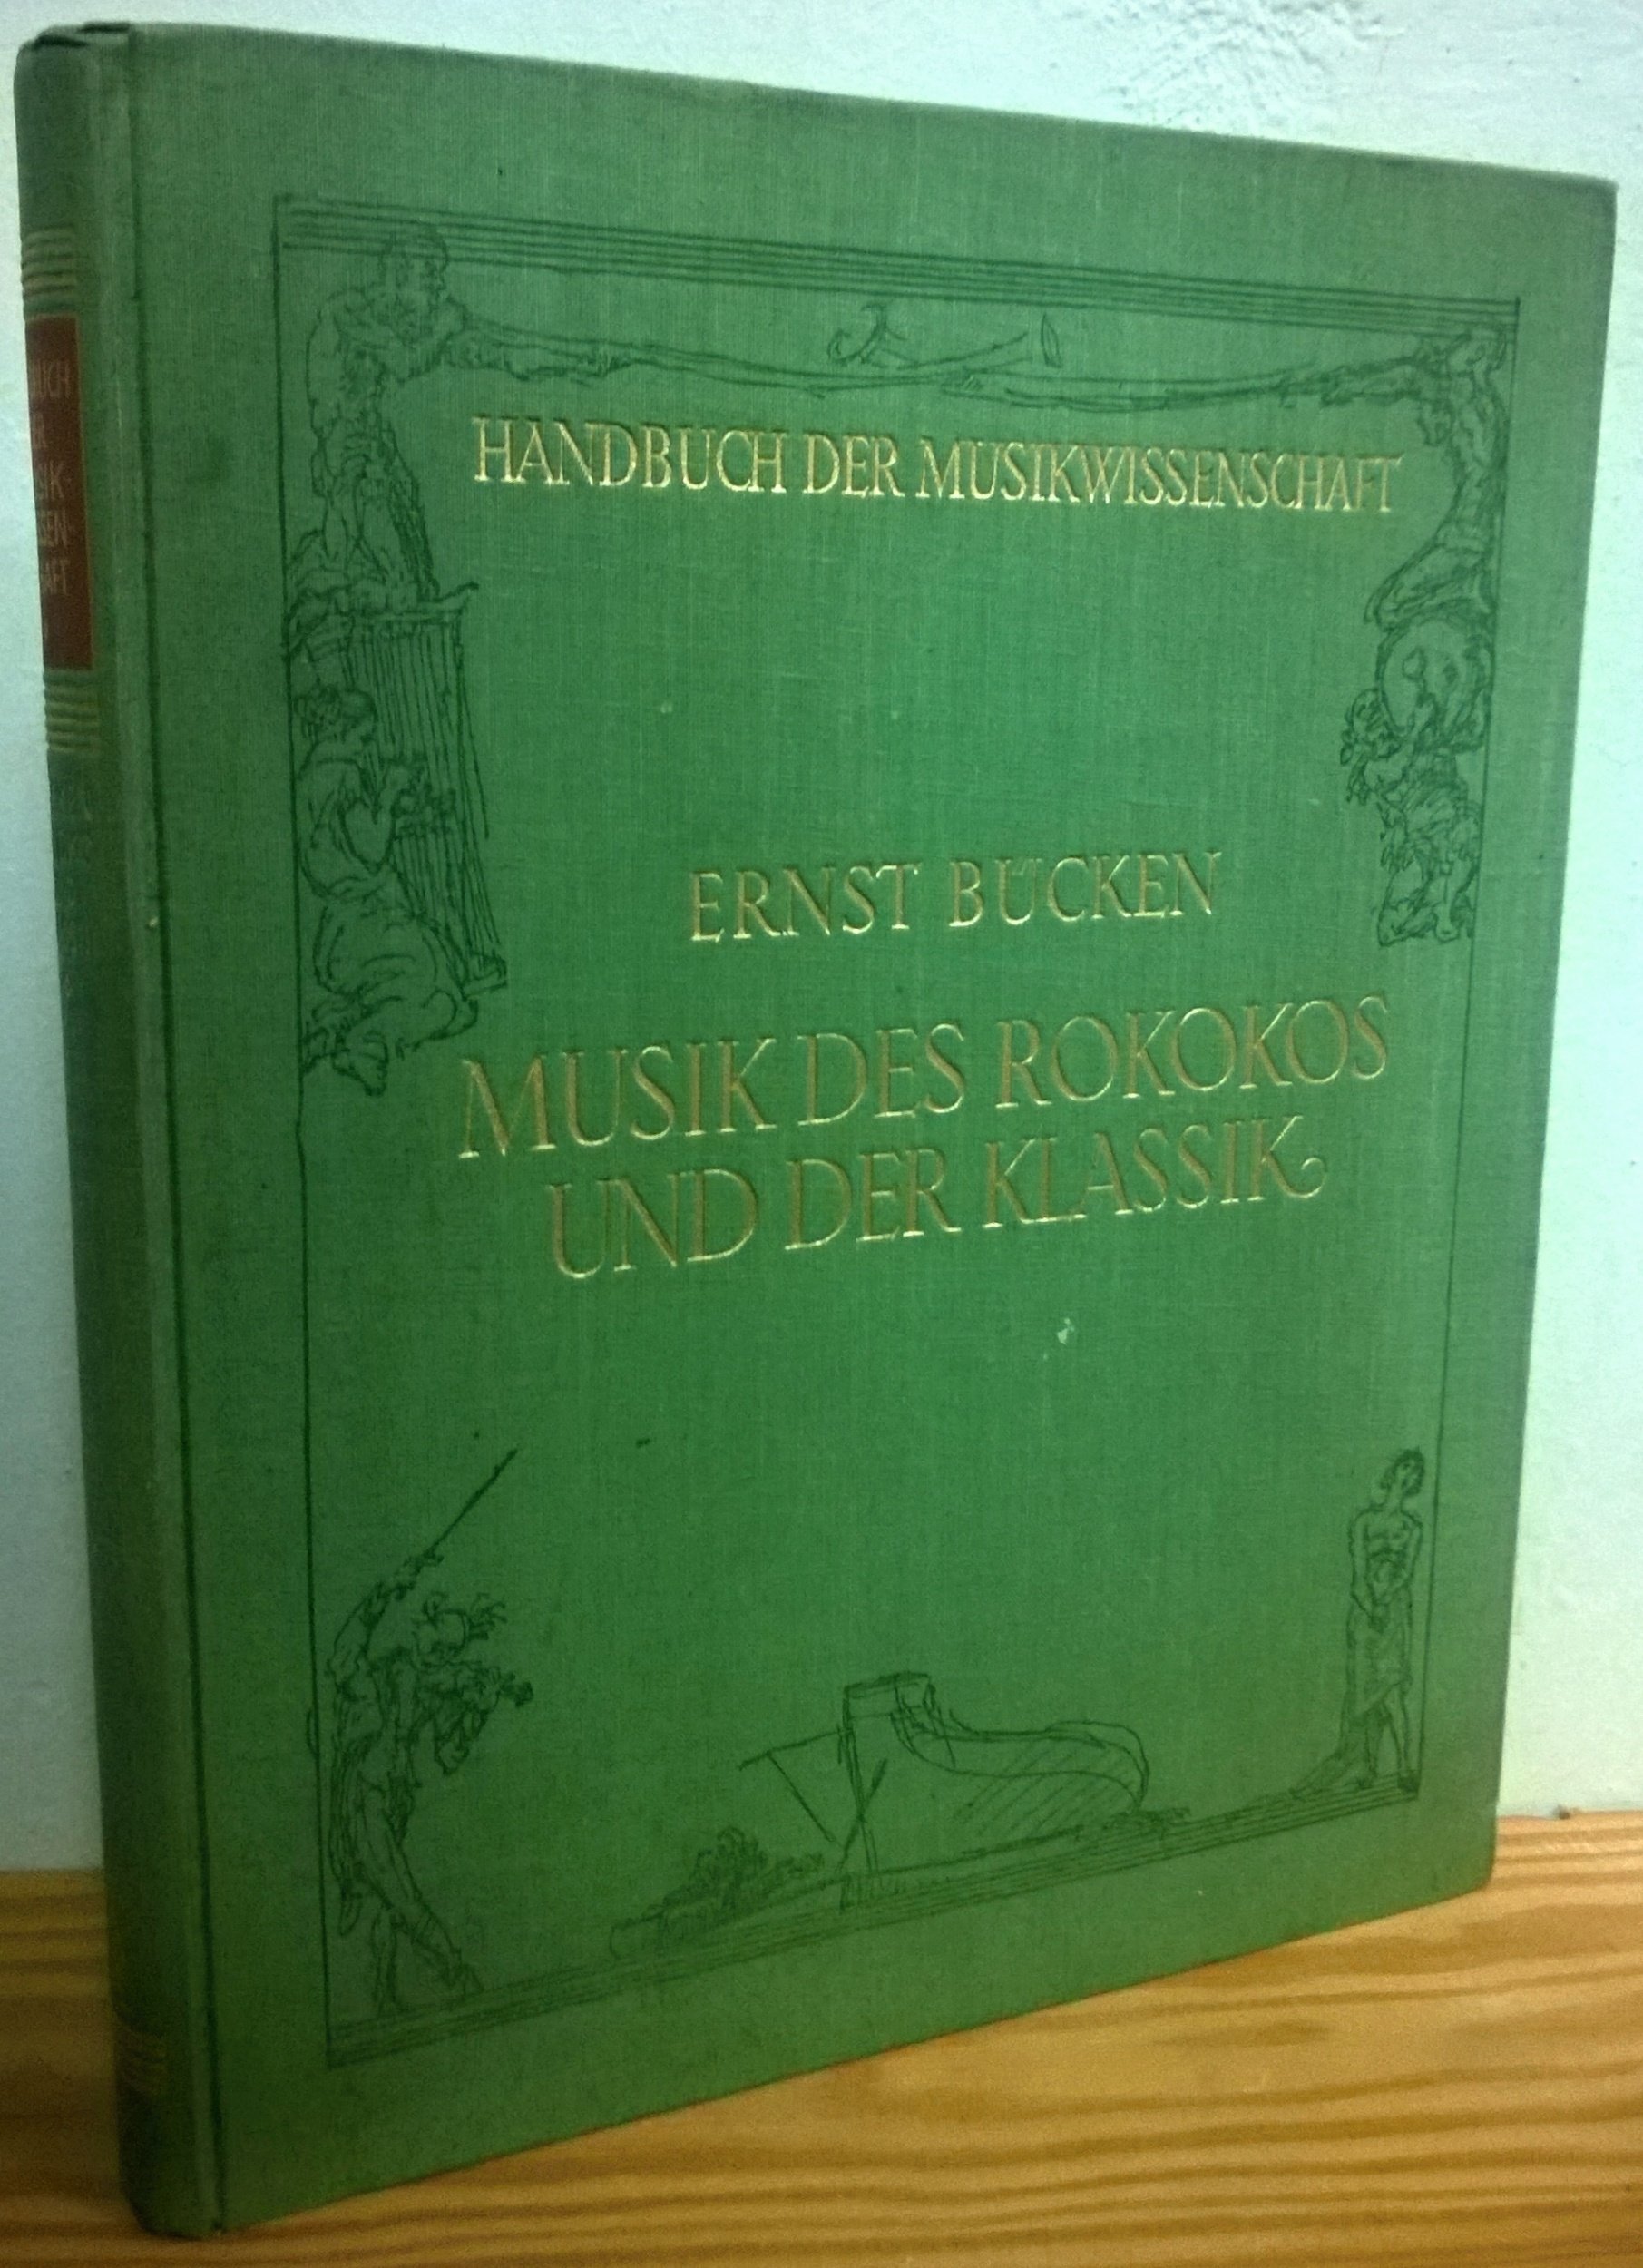 HANDBUCH DER MUSIKWISSENSCHAFT
ERNST BÜCKEN
MUSIK DES ROKOKOS
UND DER KLASSIK